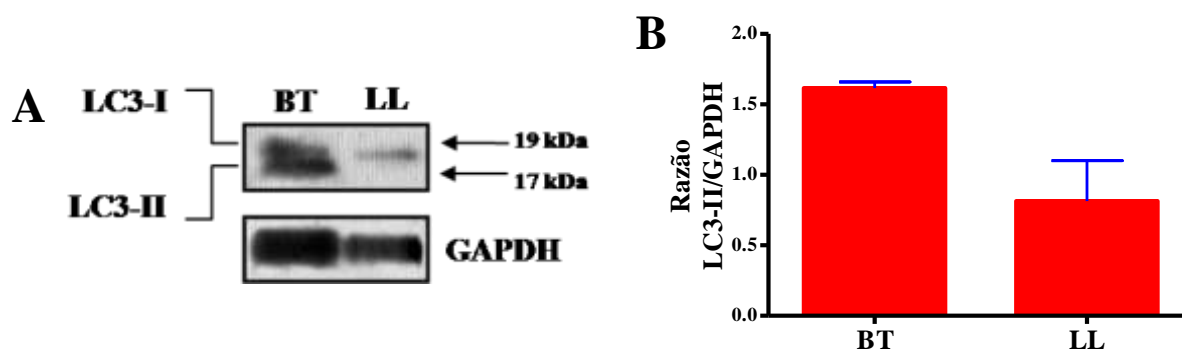 A
LC3-I
LC3-II
BT LL
19 kDa
17 kDa
GAPDH
B
Razão
LC3-II/GAPDH
2.0
1.5
1.0
0.5
0.0
BT LL